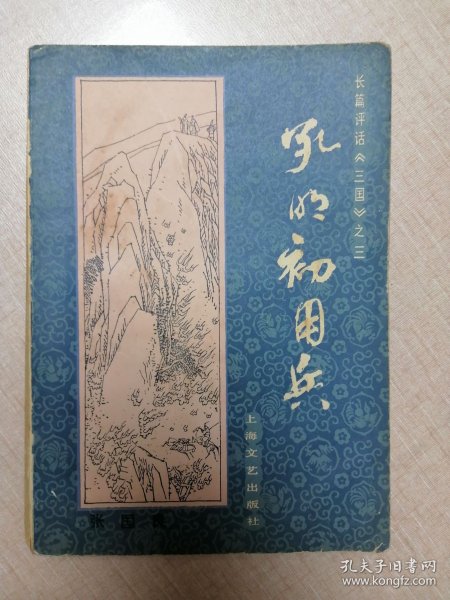 长篇评话《三国》之三
孔明初用兵
上海文艺出版社
张国良
孔夫子旧书网
www.kongfz.com